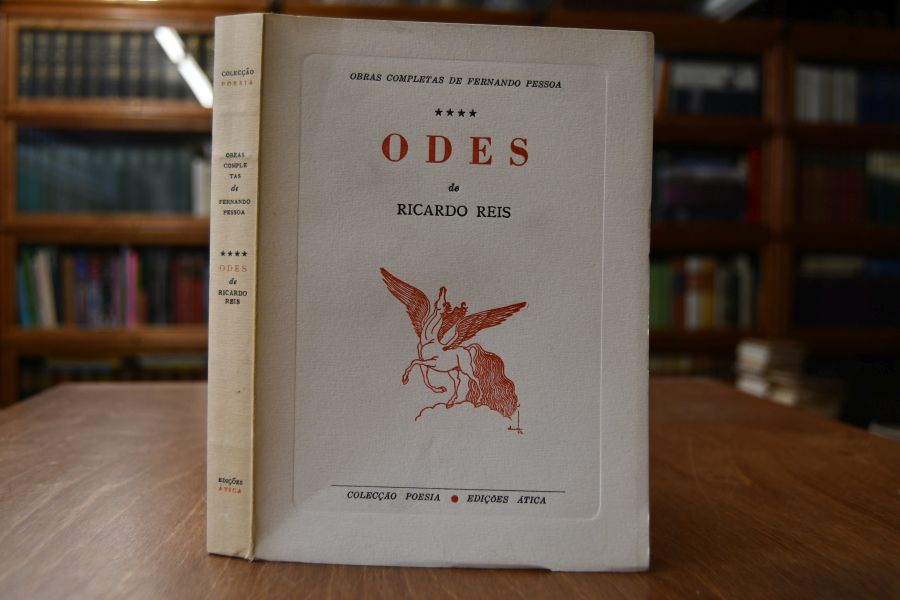 COLECÇÃO
POESIA
OBRAS
COMPLE
TAS
de
FERNANDO
PESSOA
★★★★
ODES
de
RICARDO
REIS
EDIÇÕES
ÁTICA
OBRAS COMPLETAS DE FERNANDO PESSOA
★★★★
ODES
de
RICARDO REIS
COLECÇÃO POESIA ● EDIÇÕES ÁTICA